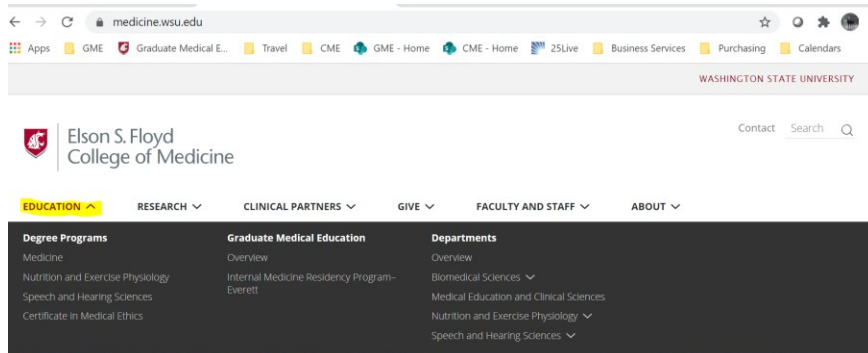 medicine.wsu.edu
Apps GME Graduate Medical E... Travel CME GME - Home CME - Home 25Live Business Services Purchasing Calendars
WASHINGTON STATE UNIVERSITY
Contact Search
Elson S. Floyd
College of Medicine
EDUCATION RESEARCH CLINICAL PARTNERS GIVE FACULTY AND STAFF ABOUT
Degree Programs Graduate Medical Education Departments
Medicine Overview Overview
Nutrition and Exercise Physiology Internal Medicine Residency Program– Biomedical Sciences
Everett
Speech and Hearing Sciences Medical Education and Clinical Sciences
Certificate in Medical Ethics Nutrition and Exercise Physiology
Speech and Hearing Sciences